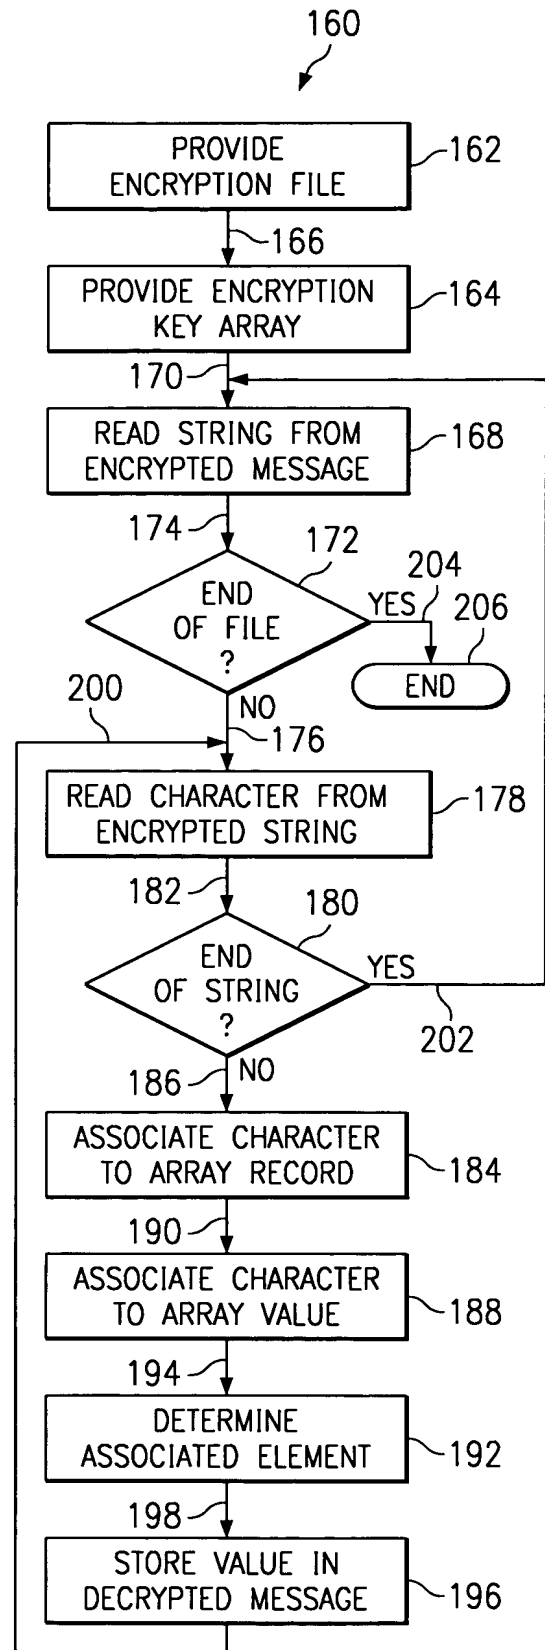 160
PROVIDE
ENCRYPTION FILE
162
166
PROVIDE ENCRYPTION
KEY ARRAY
164
170
READ STRING FROM
ENCRYPTED MESSAGE
168
174
172
END
OF FILE
?
YES
204
206
END
NO
200
176
READ CHARACTER FROM
ENCRYPTED STRING
178
182
180
END
OF STRING
?
YES
202
186
NO
ASSOCIATE CHARACTER
TO ARRAY RECORD
184
190
ASSOCIATE CHARACTER
TO ARRAY VALUE
188
194
DETERMINE
ASSOCIATED ELEMENT
192
198
STORE VALUE IN
DECRYPTED MESSAGE
196